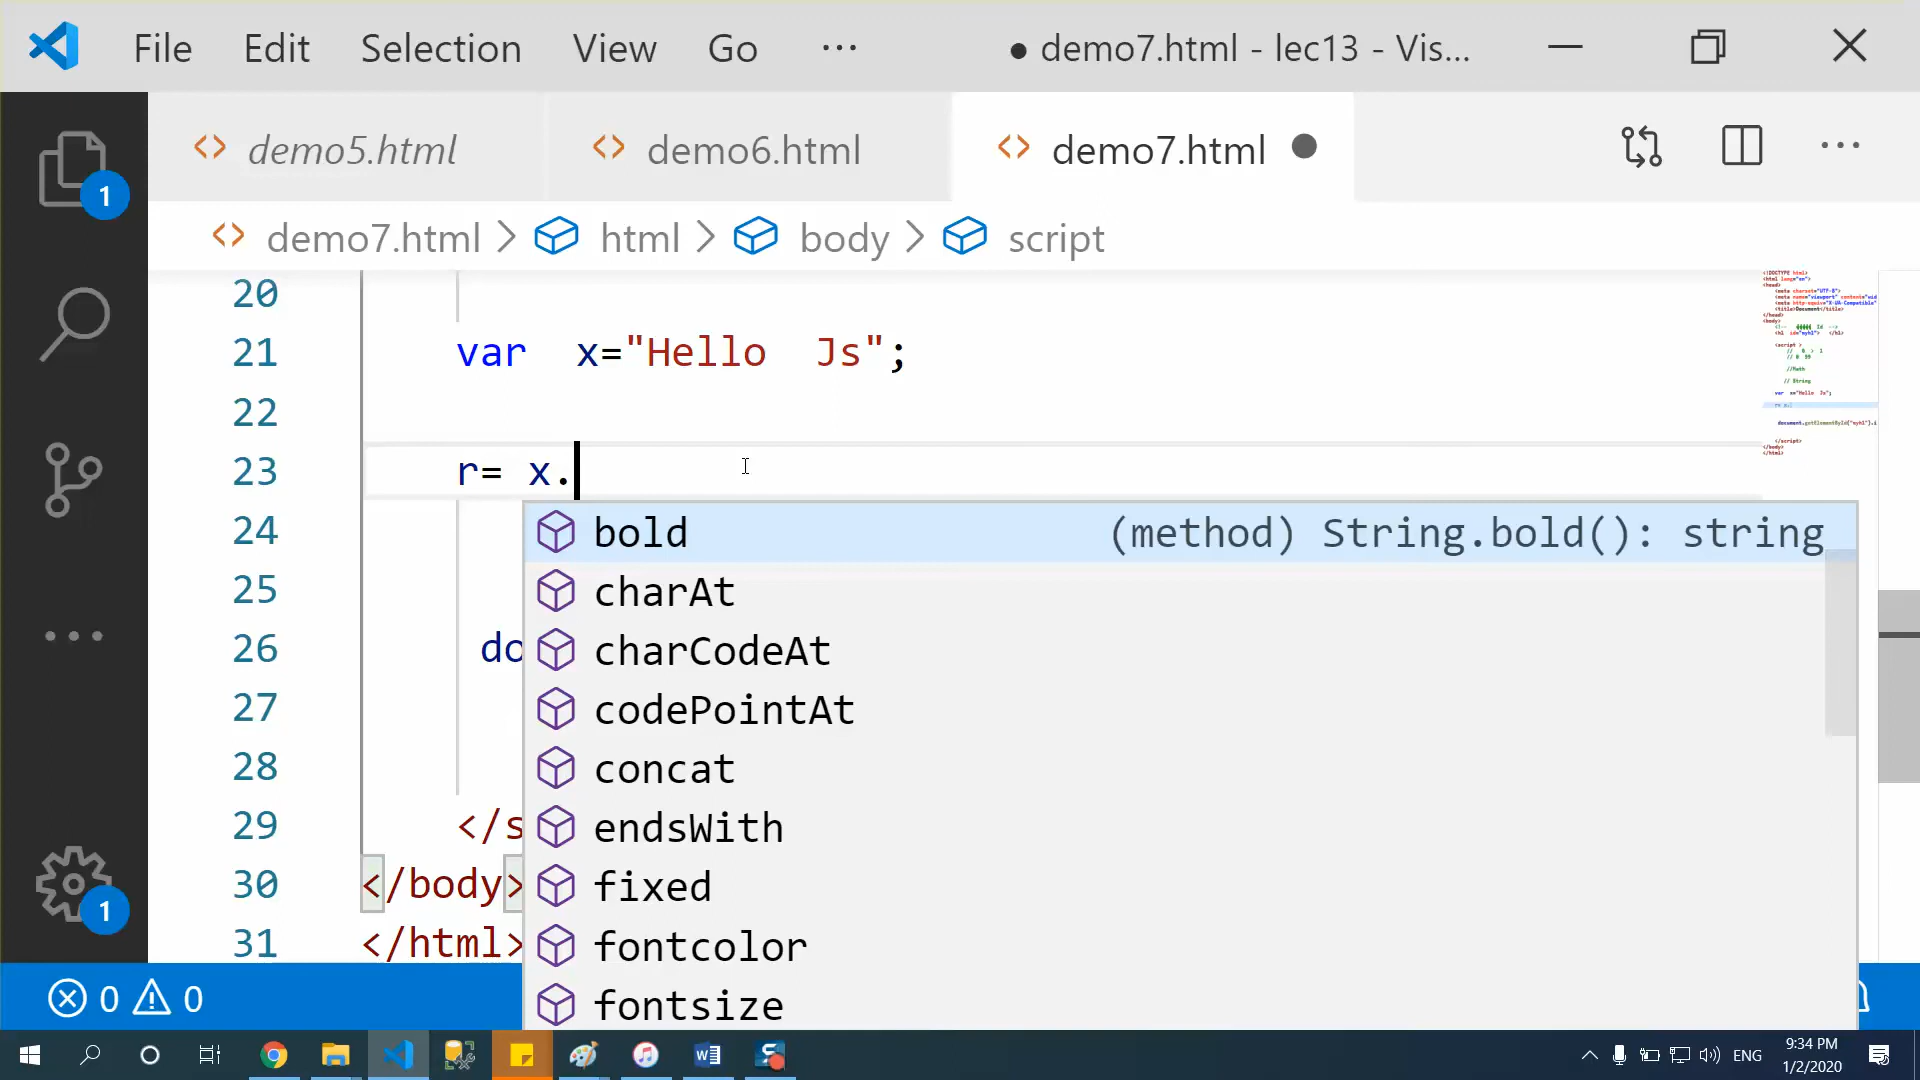 File Edit Selection View Go ··· ● demo7.html - lec13 - Vis...
demo5.html demo6.html demo7.html
demo7.html > html > body > script
1
20
21 var x="Hello Js";
22
23 r= x.
24 bold (method) String.bold(): string
25 charAt
26 do charCodeAt
27 codePointAt
28 concat
29 </s endsWith
30 </body> fixed
31 </html> fontcolor
fontsize
1
0 0
ENG 9:34 PM
1/2/2020